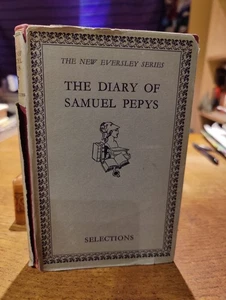 THE NEW EVERSLEY SERIES
THE DIARY OF
SAMUEL PEPYS
SELECTIONS